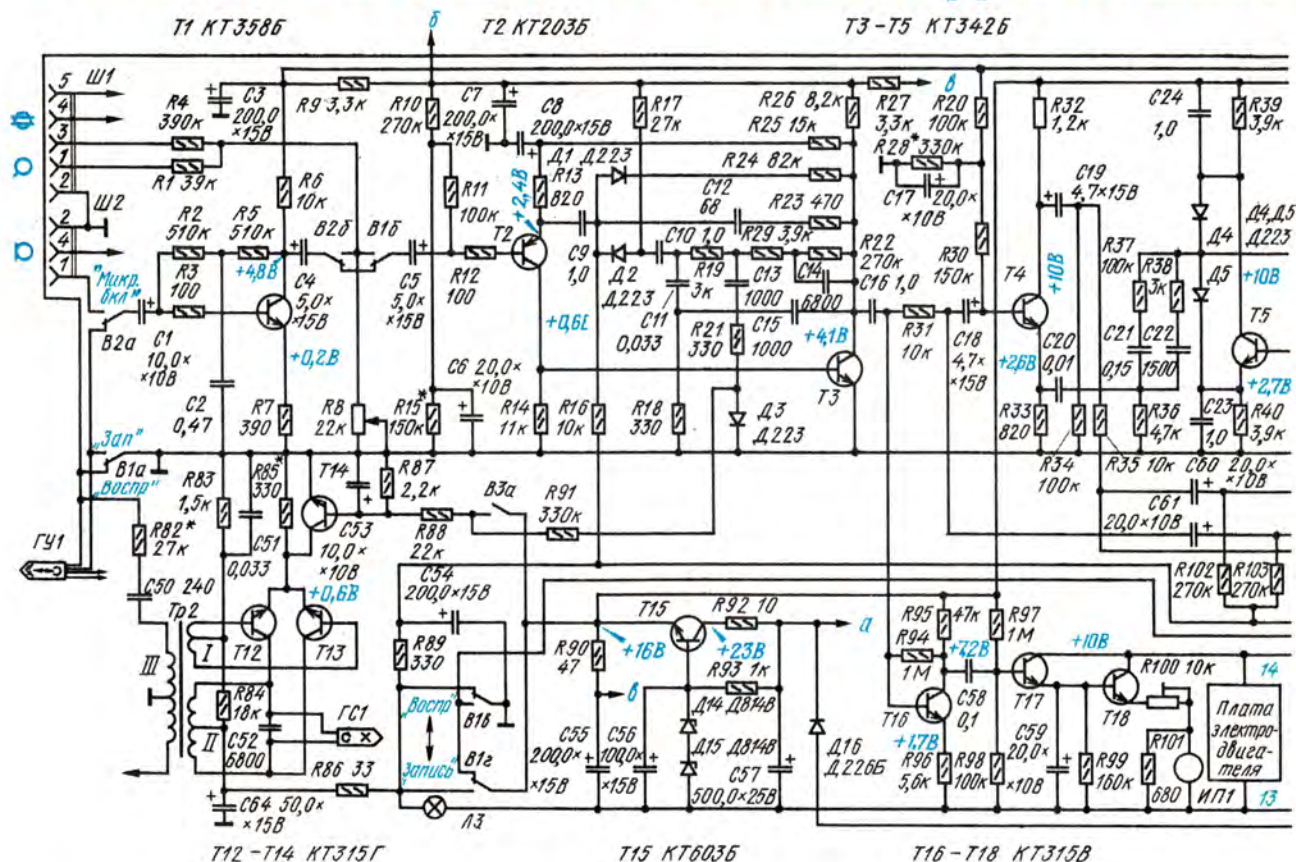 T1 КТ358Б
б
T2 КТ203Б
T3-T5 КТ342Б
5
Ш1
4
3
1
2
Ш2
2
4
1
R4
390к
C3
200,0
×15В
R9 3,3к
R10
270к
C7
200,0×
×15В
C8
200,0×15В
R17
27к
R26 8,2к
R25 15к
R27
3,3к
в
R20
100к
R28* 330к
R32
1,2к
C24
1,0
R39
3,9к
R1 39к
R6
10к
R11
100к
+2,4В
Д1 Д223
R13
820
R24 82к
C12
68
R23 470
C17
20,0×
×10В
C19
4,7×15В
Д4,Д5
Д223
R2
510к
R5
510к
+4,8В
В2б
В1б
T2
C9
1,0
C10 1,0
R29 3,9к
R22
270к
R30
150к
T4
+10В
R37
100к
R38
3к
Д4
Д5
+10В
T5
"Микр.
вкл"
В2а
R3
100
C1
10,0×
×10В
C4
5,0×
×15В
C5
5,0×
×15В
R12
100
Д2
Д223
R19
3к
C11
0,033
C13
1000
C14
6800
C16 1,0
R21
330
C15
1000
+4,1В
R31
10к
C18
4,7×
×15В
+2,6В
C20
0,01
C21
0,15
C22
1500
+2,7В
+0,2В
+0,6Б
C6 20,0×
×10В
T3
C2
0,47
R7
390
R8
22к
R15*
150к
R14
11к
R16
10к
R18
330
Д3
Д223
R33
820
R36
4,7к
C23
1,0
R40
3,9к
„Зап"
В1а
„Воспр"
R83
1,5к
R85*
330
T14
R87
2,2к
В3а
R91
330к
R34
100к
R35 10к
C60 20,0×
×10В
C61
20,0×10В
R82*
27к
C51
0,033
C53
10,0×
×10В
R88
22к
ГУ1
C50 240
Тр2
+0,6В
C54
200,0×15В
R102
270к
R103
270к
I
III
II
T12
T13
R89
330
R90
47
+16В
T15
R92 10
+23В
а
R95
47к
R94
1М
+7,2В
R97
1М
+10В
R100 10к
14
R84
18к
C52
6800
ГС1
„Воспр"
В1в
в
R93 1к
Д14 Д814В
T16
C58
0,1
T17
T18
Плата
электро-
двига-
теля
R86 33
C64 50,0×
×15В
"Запись"
В1г
Л3
C55
200,0×
×15В
C56
100,0×
×15В
Д15 Д814В
C57
500,0×25В
Д16
Д226Б
+1,7В
R96
5,6к
R98
100к
C59
20,0×
×10В
R99
160к
R101
680
ИП1
13
T12-T14 КТ315Г
T15 КТ603Б
T16-T18 КТ315В